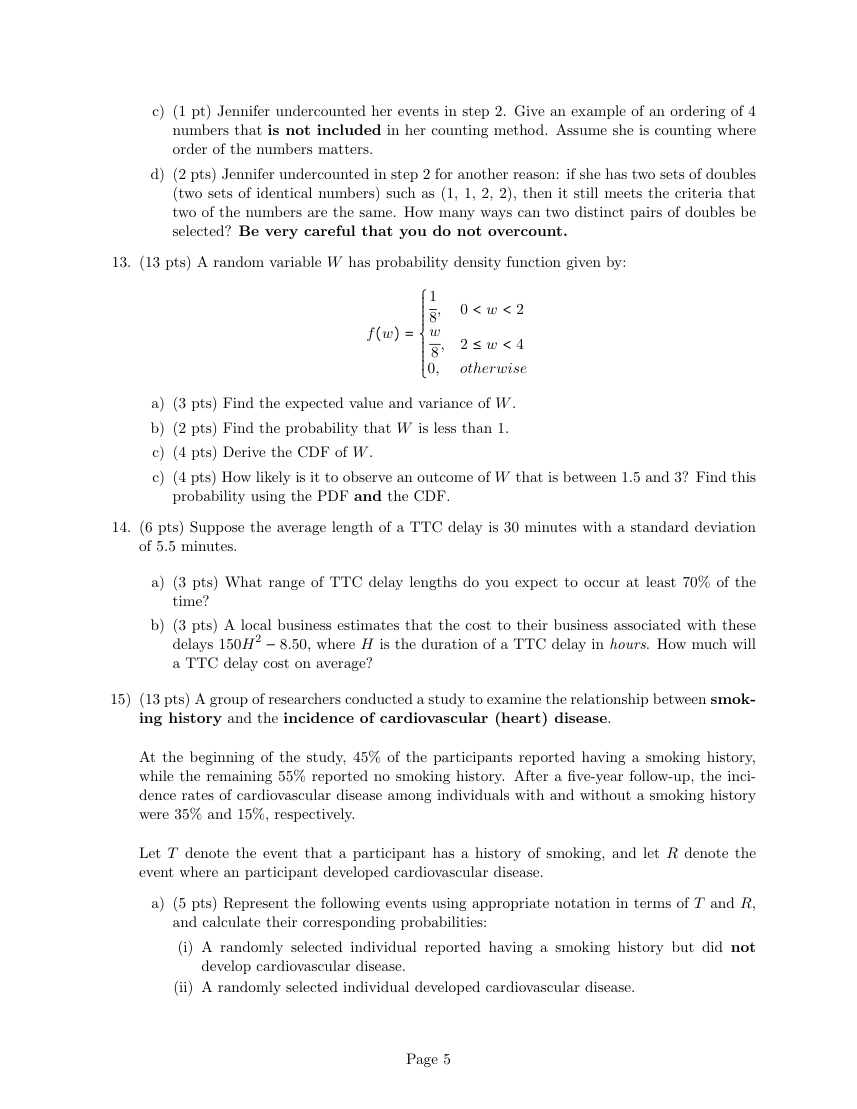 c) (1 pt) Jennifer undercounted her events in step 2. Give an example of an ordering of 4
numbers that is not included in her counting method. Assume she is counting where
order of the numbers matters.
d) (2 pts) Jennifer undercounted in step 2 for another reason: if she has two sets of doubles
(two sets of identical numbers) such as (1, 1, 2, 2), then it still meets the criteria that
two of the numbers are the same. How many ways can two distinct pairs of doubles be
selected? Be very careful that you do not overcount.
13. (13 pts) A random variable W has probability density function given by:
f(w) = { 1/8, 0 < w < 2
w/8, 2 ≤ w < 4
0, otherwise
a) (3 pts) Find the expected value and variance of W.
b) (2 pts) Find the probability that W is less than 1.
c) (4 pts) Derive the CDF of W.
c) (4 pts) How likely is it to observe an outcome of W that is between 1.5 and 3? Find this
probability using the PDF and the CDF.
14. (6 pts) Suppose the average length of a TTC delay is 30 minutes with a standard deviation
of 5.5 minutes.
a) (3 pts) What range of TTC delay lengths do you expect to occur at least 70% of the
time?
b) (3 pts) A local business estimates that the cost to their business associated with these
delays 150H² − 8.50, where H is the duration of a TTC delay in hours. How much will
a TTC delay cost on average?
15) (13 pts) A group of researchers conducted a study to examine the relationship between smok-
ing history and the incidence of cardiovascular (heart) disease.
At the beginning of the study, 45% of the participants reported having a smoking history,
while the remaining 55% reported no smoking history. After a five-year follow-up, the inci-
dence rates of cardiovascular disease among individuals with and without a smoking history
were 35% and 15%, respectively.
Let T denote the event that a participant has a history of smoking, and let R denote the
event where an participant developed cardiovascular disease.
a) (5 pts) Represent the following events using appropriate notation in terms of T and R,
and calculate their corresponding probabilities:
(i) A randomly selected individual reported having a smoking history but did not
develop cardiovascular disease.
(ii) A randomly selected individual developed cardiovascular disease.
Page 5